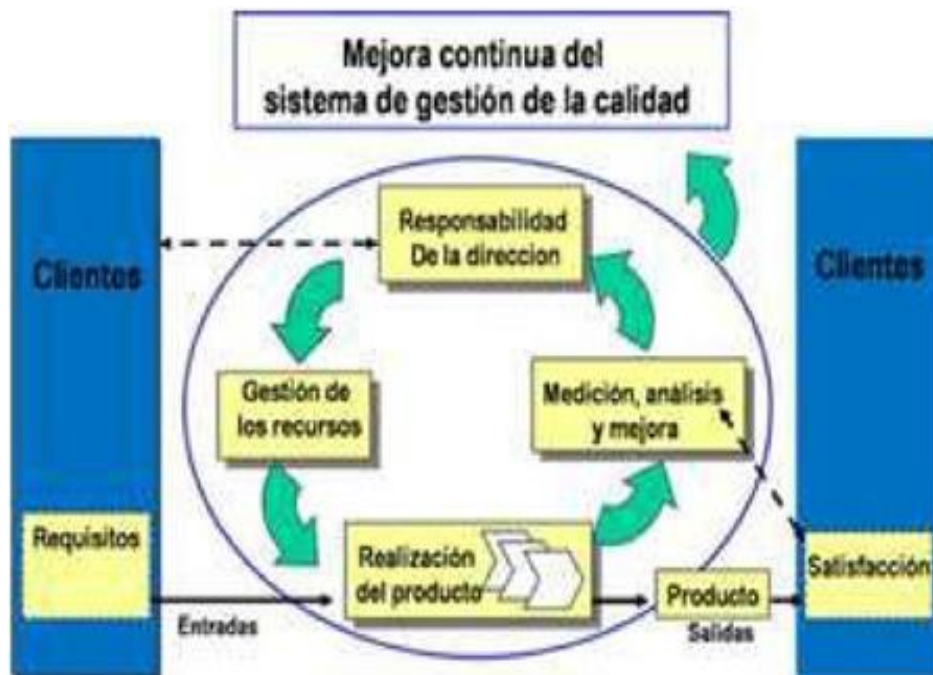 Mejora continua del
sistema de gestión de la calidad
Clientes
Responsabilidad
De la direccion
Clientes
Gestión de
los recursos
Medición, análisis
y mejora
Requisitos
Realización
del producto
Producto
Satisfacción
Entradas
Salidas